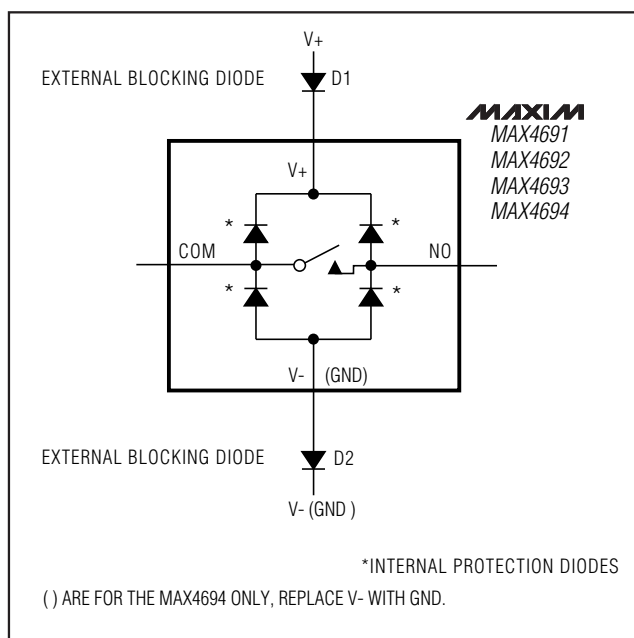 V+
EXTERNAL BLOCKING DIODE D1
MAXIM
MAX4691
MAX4692
MAX4693
MAX4694
V+
* *
COM NO
* *
V- (GND)
EXTERNAL BLOCKING DIODE D2
V- (GND )
*INTERNAL PROTECTION DIODES
( ) ARE FOR THE MAX4694 ONLY, REPLACE V- WITH GND.